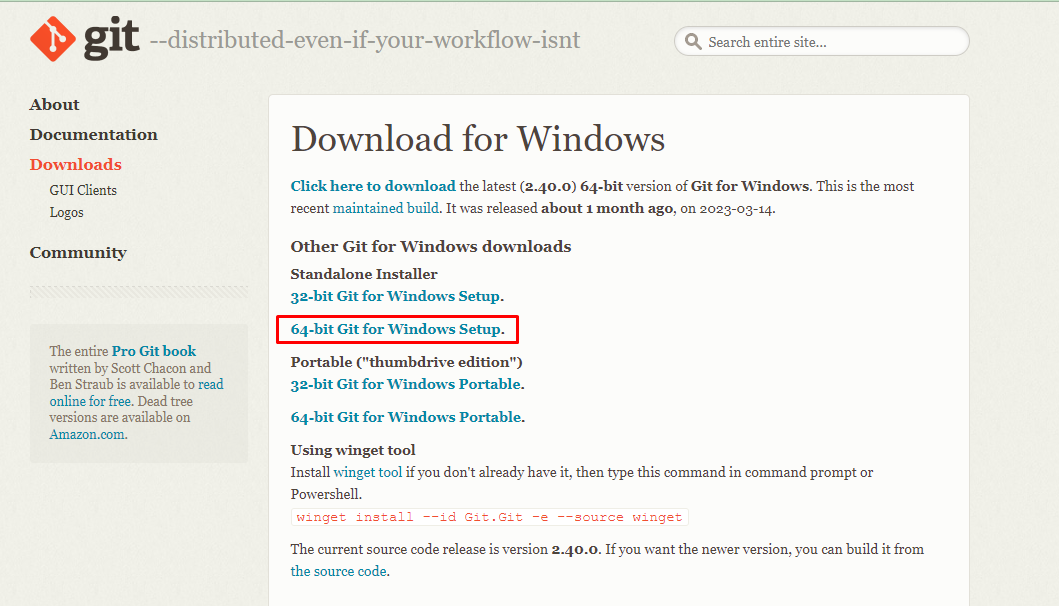 git --distributed-even-if-your-workflow-isnt
Search entire site...
About
Documentation
Downloads
GUI Clients
Logos
Community
The entire Pro Git book
written by Scott Chacon and
Ben Straub is available to read
online for free. Dead tree
versions are available on
Amazon.com.
Download for Windows
Click here to download the latest (2.40.0) 64-bit version of Git for Windows. This is the most
recent maintained build. It was released about 1 month ago, on 2023-03-14.
Other Git for Windows downloads
Standalone Installer
32-bit Git for Windows Setup.
64-bit Git for Windows Setup.
Portable ("thumbdrive edition")
32-bit Git for Windows Portable.
64-bit Git for Windows Portable.
Using winget tool
Install winget tool if you don't already have it, then type this command in command prompt or
Powershell.
winget install --id Git.Git -e --source winget
The current source code release is version 2.40.0. If you want the newer version, you can build it from
the source code.